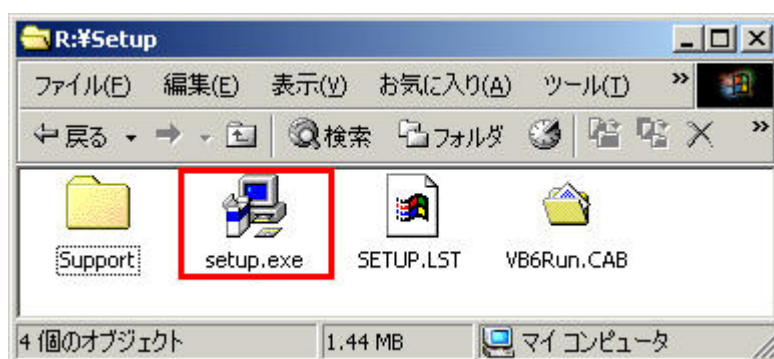 R:¥Setup
ファイル(F) 編集(E) 表示(V) お気に入り(A) ツール(T) »
戻る 検索 フォルダ »
Support setup.exe SETUP.LST VB6Run.CAB
4 個のオブジェクト 1.44 MB マイ コンピュータ